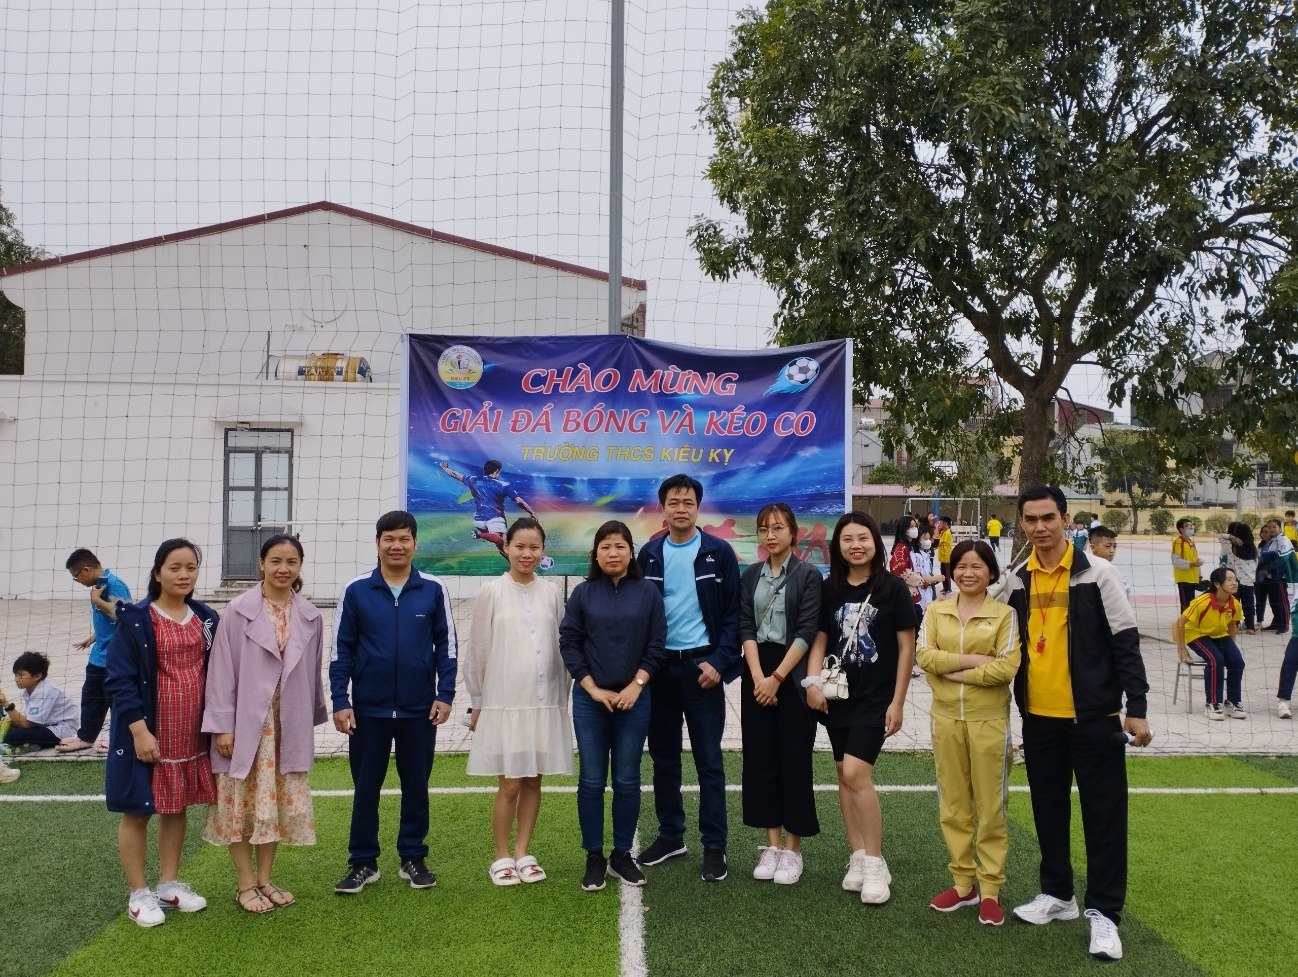 CHÀO MỪNG
GIẢI ĐÁ BÓNG VÀ KÉO CO
TRƯỜNG THCS KIÊU KỴ